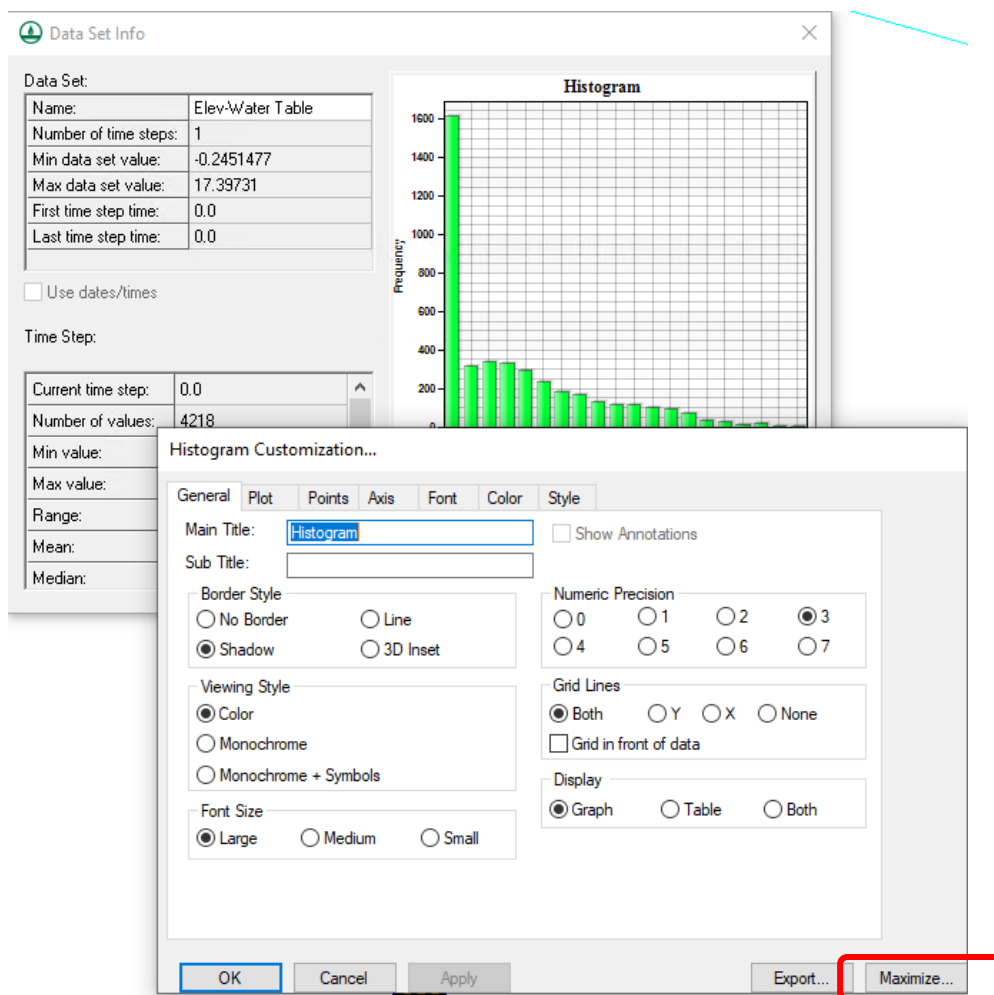 Data Set Info
Data Set:
Name: Elev-Water Table
Number of time steps: 1
Min data set value: -0.2451477
Max data set value: 17.39731
First time step time: 0.0
Last time step time: 0.0
Use dates/times
Time Step:
Current time step: 0.0
Number of values: 4218
Min value:
Max value:
Range:
Mean:
Median:
Histogram
Frequency
1600
1400
1200
1000
800
600
400
200
0
Histogram Customization...
General Plot Points Axis Font Color Style
Main Title: Histogram Show Annotations
Sub Title:
Border Style
No Border Line
Shadow 3D Inset
Numeric Precision
0 1 2 3
4 5 6 7
Viewing Style
Color
Monochrome
Monochrome + Symbols
Grid Lines
Both Y X None
Grid in front of data
Font Size
Large Medium Small
Display
Graph Table Both
OK Cancel Apply Export... Maximize...